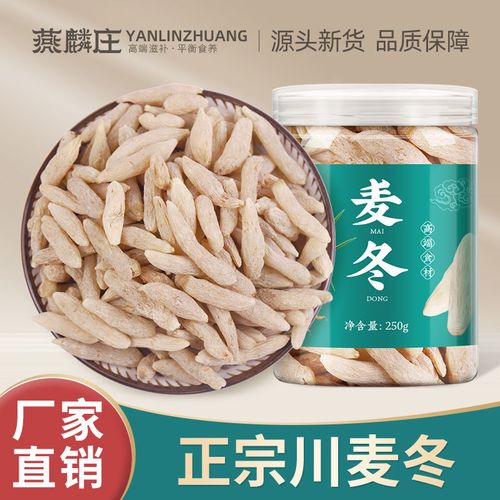 燕麟庄 YANLINZHUANG
高端滋补·平衡食养
源头新货 品质保障
麦
MAI
冬
DONG
高端食材
净含量: 250g
厂家
直销
正宗川麦冬